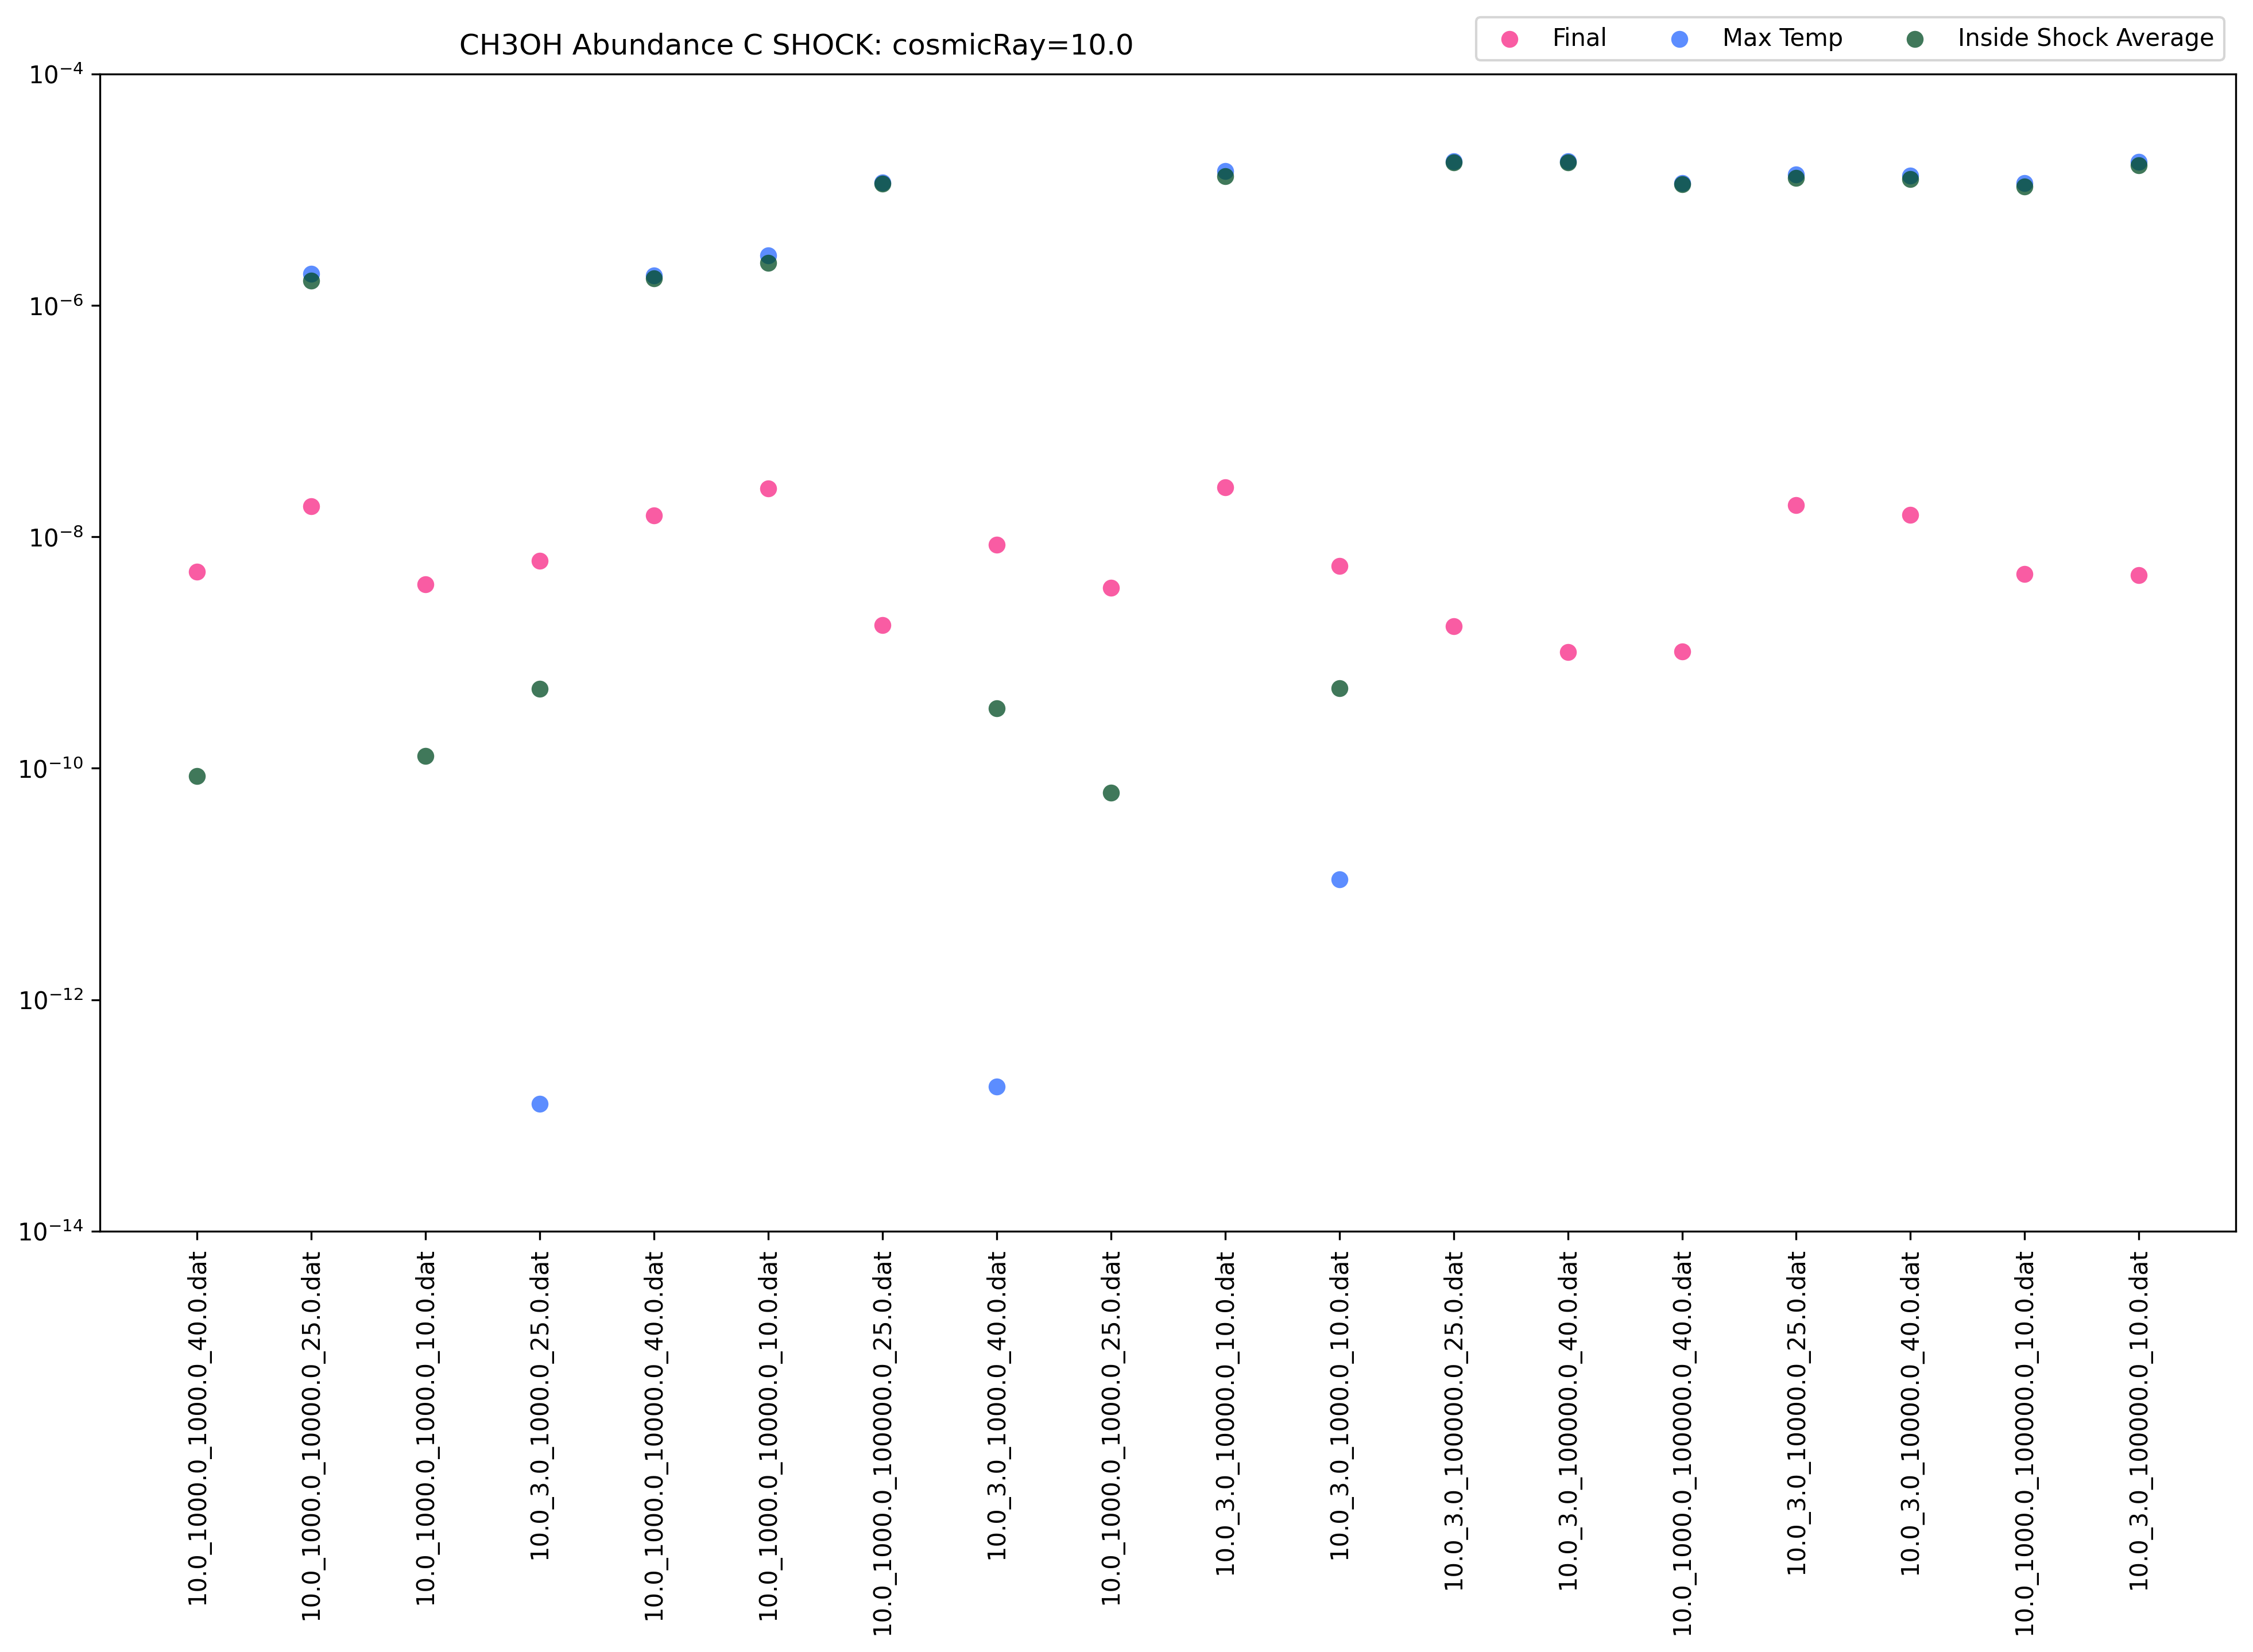 CH3OH Abundance C SHOCK: cosmicRay=10.0
Final Max Temp Inside Shock Average
10⁻⁴
10⁻⁶
10⁻⁸
10⁻¹⁰
10⁻¹²
10⁻¹⁴
10.0_1000.0_1000.0_40.0.dat
10.0_1000.0_10000.0_25.0.dat
10.0_1000.0_1000.0_10.0.dat
10.0_3.0_1000.0_25.0.dat
10.0_1000.0_10000.0_40.0.dat
10.0_1000.0_10000.0_10.0.dat
10.0_1000.0_100000.0_25.0.dat
10.0_3.0_1000.0_40.0.dat
10.0_1000.0_1000.0_25.0.dat
10.0_3.0_10000.0_10.0.dat
10.0_3.0_1000.0_10.0.dat
10.0_3.0_100000.0_25.0.dat
10.0_3.0_100000.0_40.0.dat
10.0_1000.0_100000.0_40.0.dat
10.0_3.0_10000.0_25.0.dat
10.0_3.0_10000.0_40.0.dat
10.0_1000.0_100000.0_10.0.dat
10.0_3.0_100000.0_10.0.dat